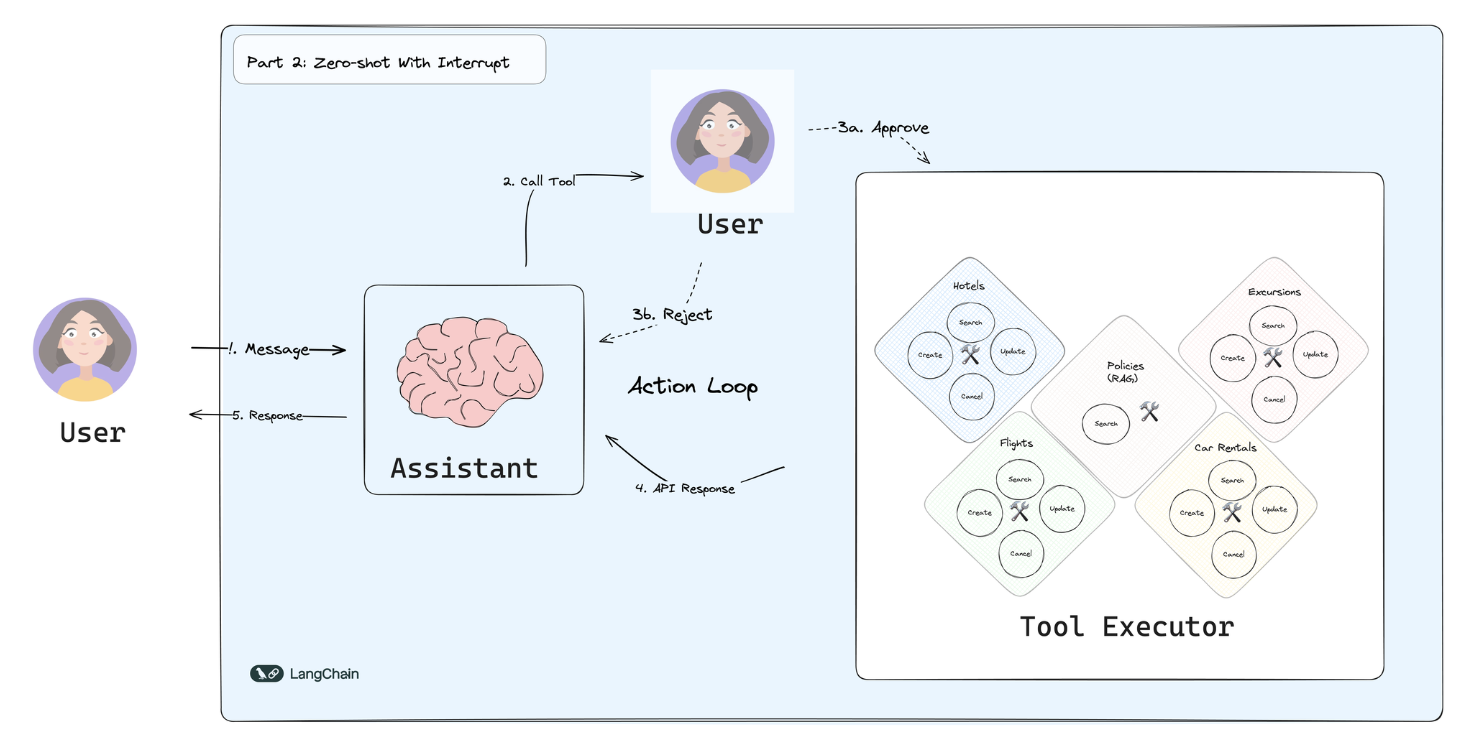 Part 2: Zero-shot With Interrupt
3a. Approve
2. Call Tool
User
3b. Reject
1. Message
5. Response
User
Assistant
Action Loop
4. API Response
Hotels
Search
Create
Update
Cancel
Excursions
Search
Create
Update
Cancel
Policies
(RAG)
Search
Flights
Search
Create
Update
Cancel
Car Rentals
Search
Create
Update
Cancel
Tool Executor
LangChain